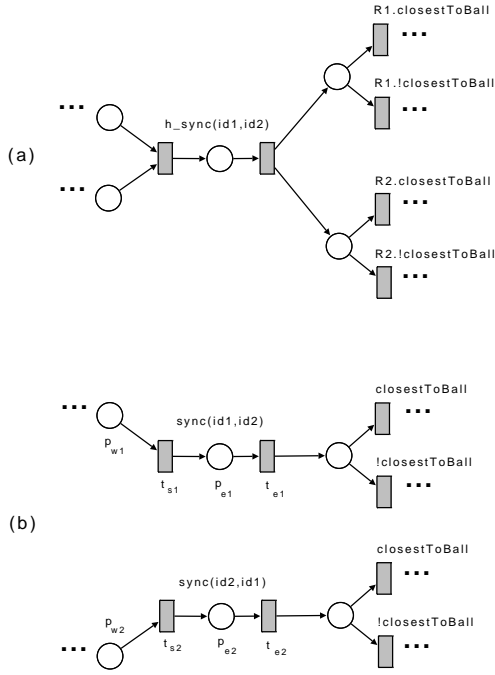 R1.closestToBall
...
... R1.!closestToBall
h_sync(id1,id2) ...
(a)
... R2.closestToBall
...
R2.!closestToBall
...
closestToBall
... sync(id1,id2) ...
p w1 !closestToBall
t s1 p e1 t e1 ...
(b)
closestToBall
sync(id2,id1) ...
p w2 !closestToBall
... t s2 p e2 t e2 ...